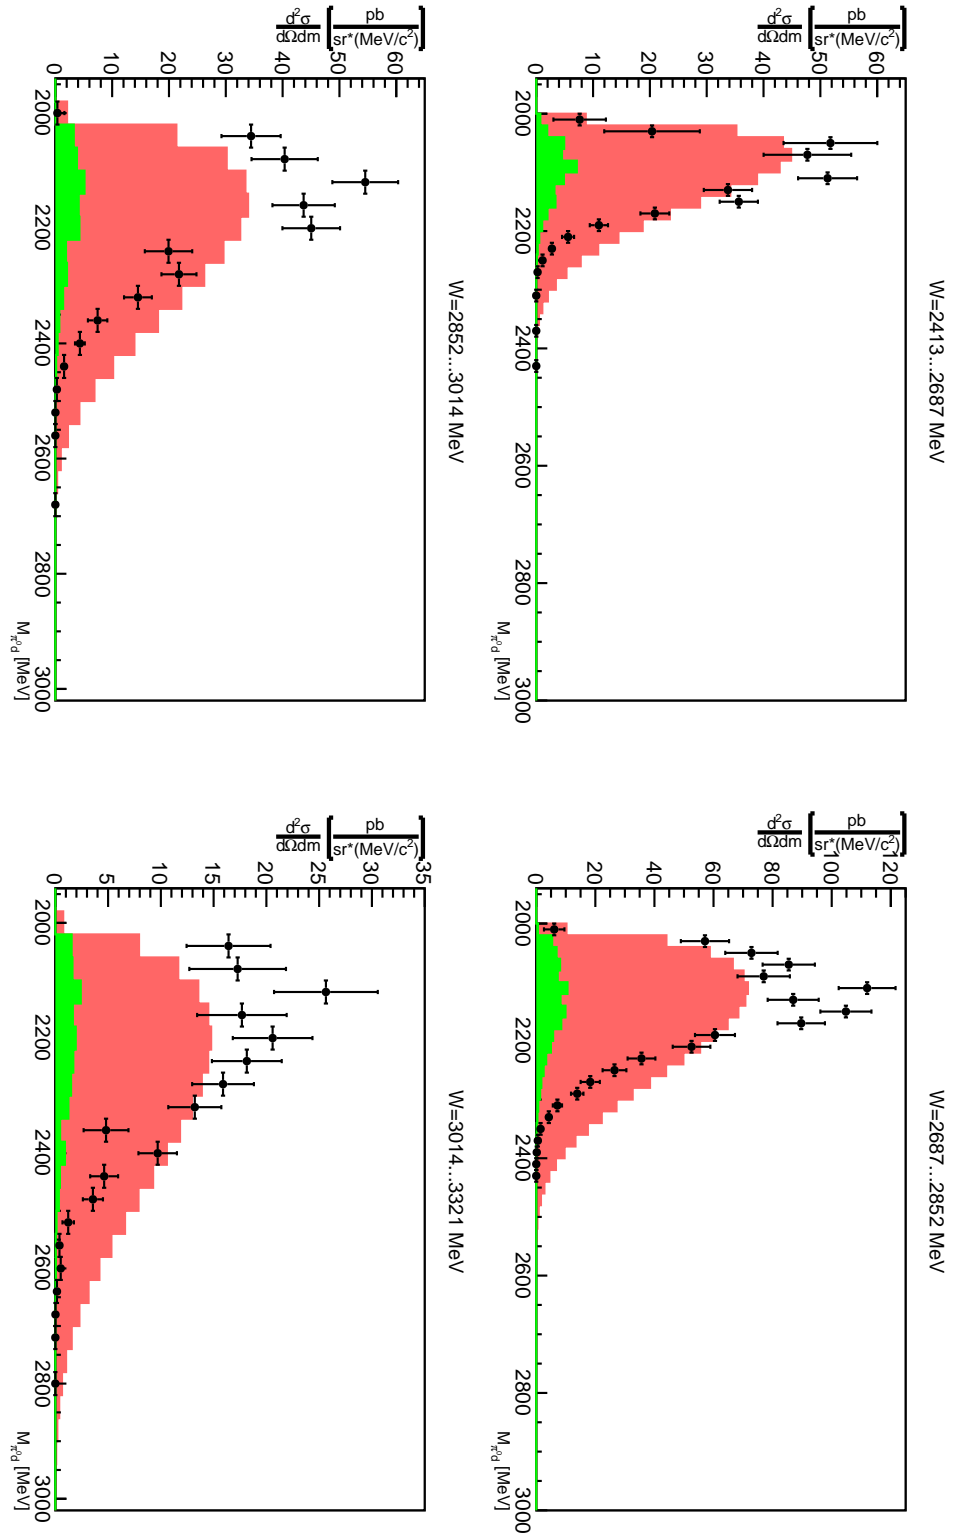 W=2413...2687 MeV
d²σ
dΩdm
pb
sr*(MeV/c²)
60
50
40
30
20
10
0
2000
2200
2400
2600
2800
3000
M_π⁰d [MeV]
W=2687...2852 MeV
d²σ
dΩdm
pb
sr*(MeV/c²)
120
100
80
60
40
20
0
2000
2200
2400
2600
2800
3000
M_π⁰d [MeV]
W=2852...3014 MeV
d²σ
dΩdm
pb
sr*(MeV/c²)
60
50
40
30
20
10
0
2000
2200
2400
2600
2800
3000
M_π⁰d [MeV]
W=3014...3321 MeV
d²σ
dΩdm
pb
sr*(MeV/c²)
35
30
25
20
15
10
5
0
2000
2200
2400
2600
2800
3000
M_π⁰d [MeV]